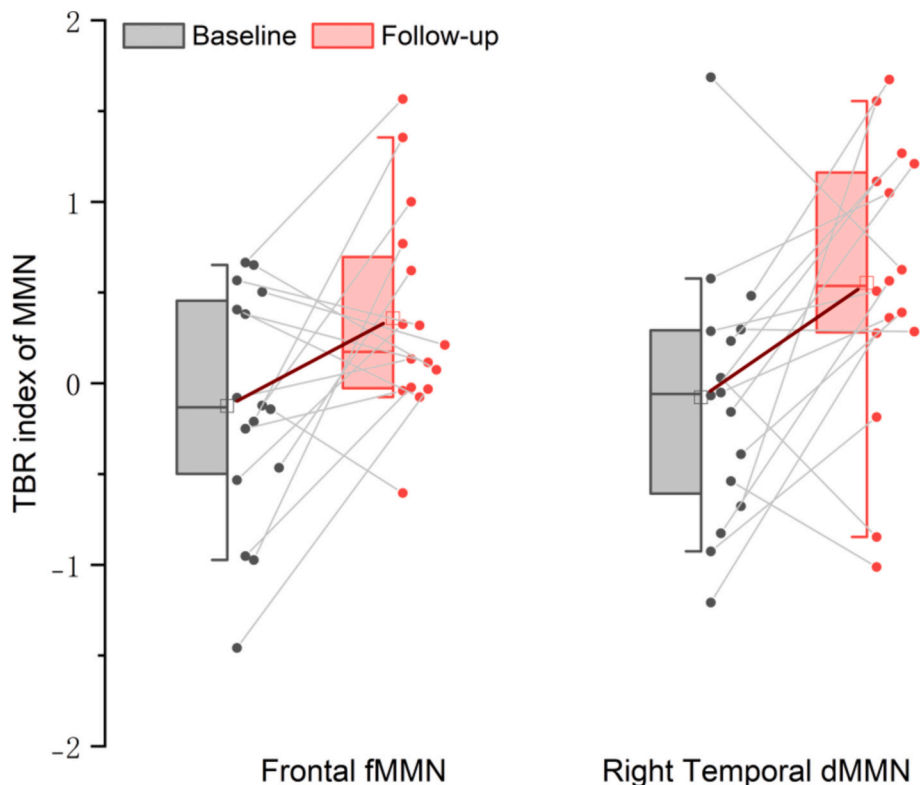 2
Baseline
Follow-up
1
0
-1
-2
TBR index of MMN
Frontal fMMN
Right Temporal dMMN